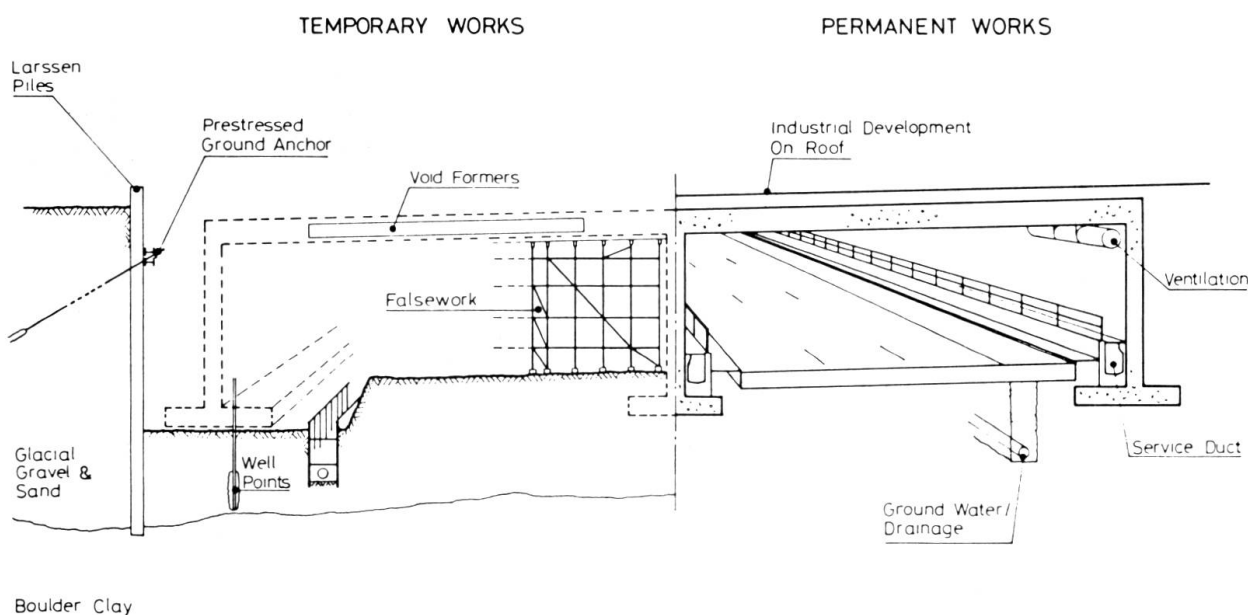 TEMPORARY WORKS
PERMANENT WORKS
Larssen
Piles
Prestressed
Ground Anchor
Void Formers
Industrial Development
On Roof
Falsework
Ventilation
Glacial
Gravel &
Sand
Well
Points
Service Duct
Ground Water/
Drainage
Boulder Clay